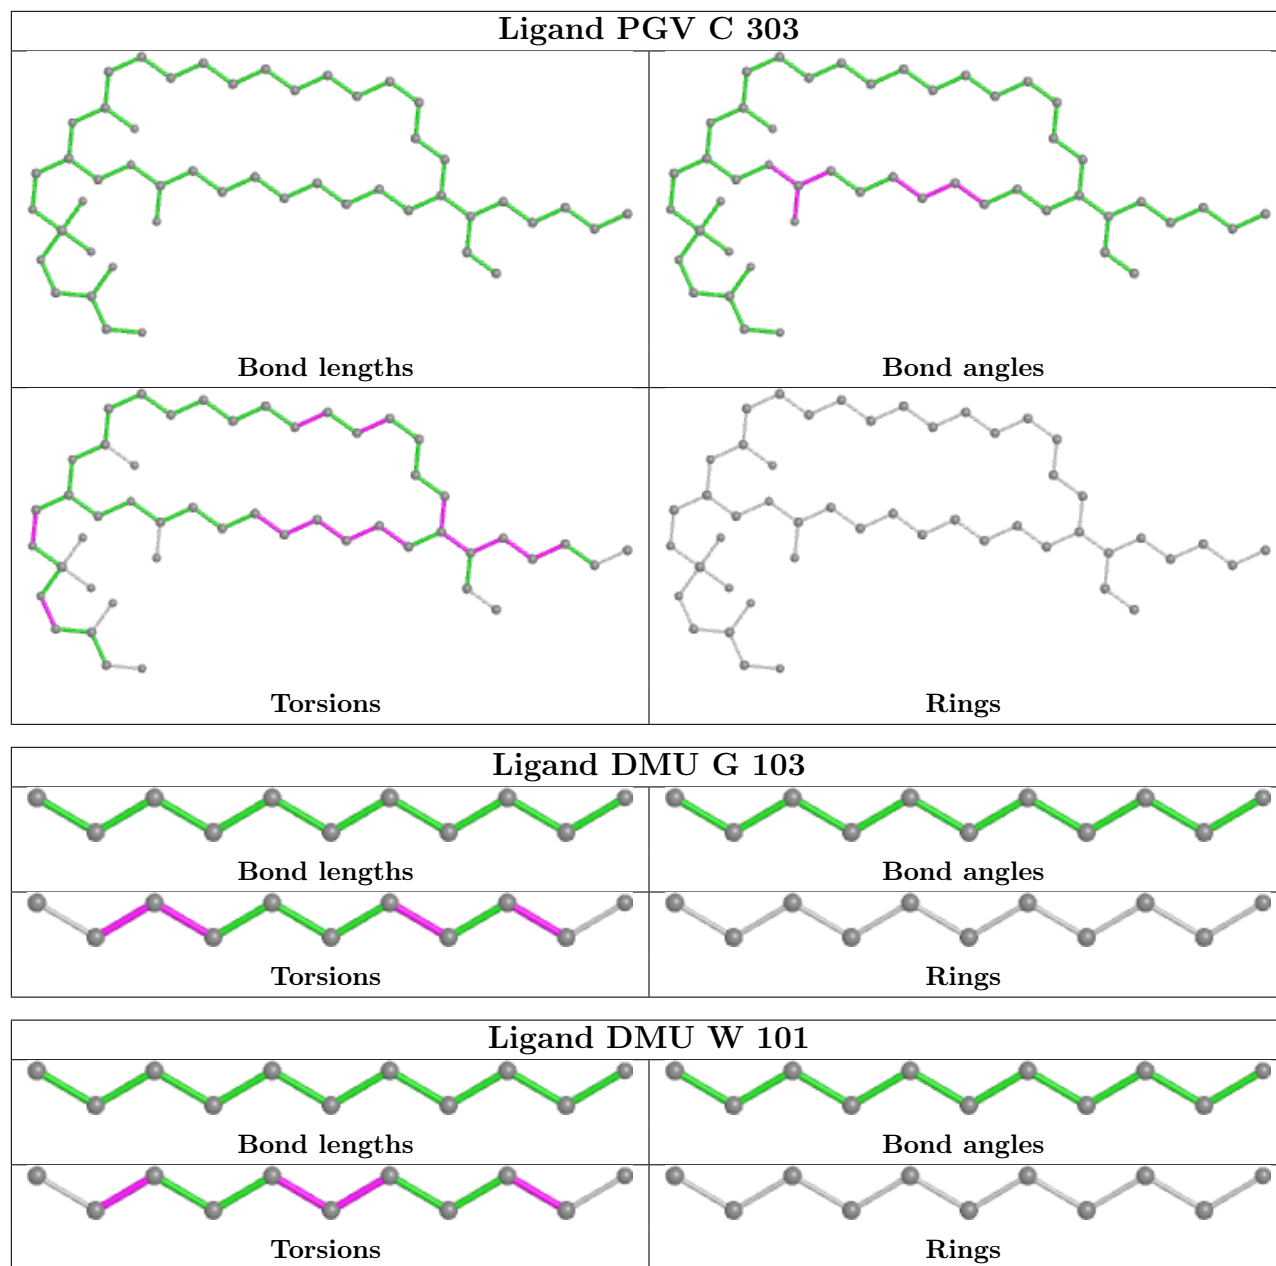 Ligand PGV C 303
Bond lengths
Bond angles
Torsions
Rings
Ligand DMU G 103
Bond lengths
Bond angles
Torsions
Rings
Ligand DMU W 101
Bond lengths
Bond angles
Torsions
Rings